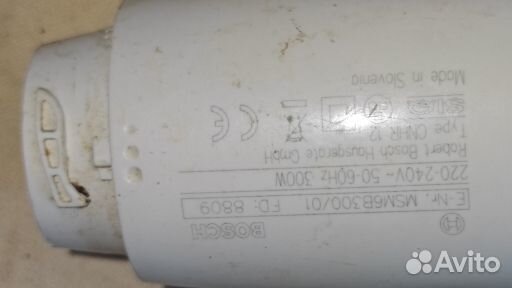 BOSCH
E-Nr. MSM6B300/01 FD: 8809
220-240V~ 50-60Hz 300W
Robert Bosch Hausgeräte GmbH
Type CNHR 12
Made in Slovenia
Avito